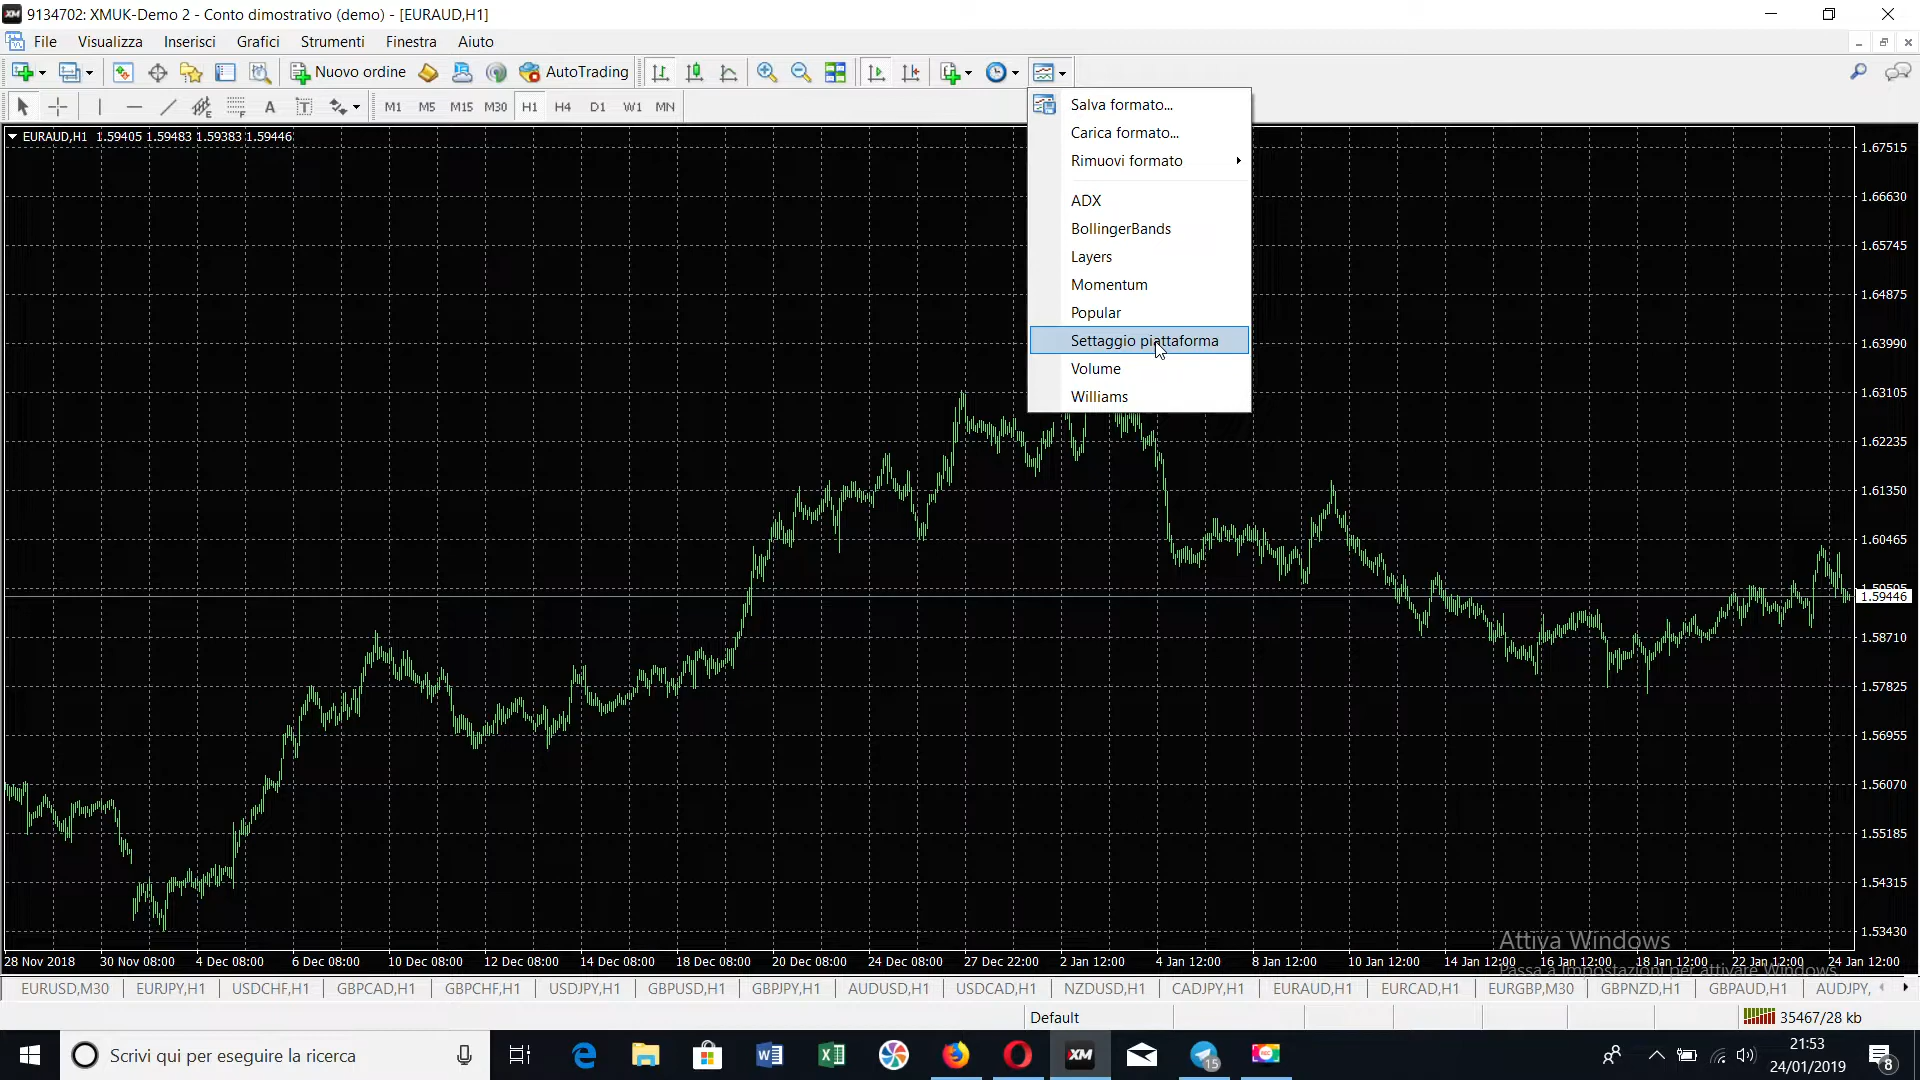 9134702: XMUK-Demo 2 - Conto dimostrativo (demo) - [EURAUD,H1]
File Visualizza Inserisci Grafici Strumenti Finestra Aiuto
Nuovo ordine AutoTrading
A T M1 M5 M15 M30 H1 H4 D1 W1 MN
EURAUD,H1 1.59405 1.59483 1.59383 1.59446
Salva formato...
Carica formato...
Rimuovi formato
ADX
BollingerBands
Layers
Momentum
Popular
Settaggio piattaforma
Volume
Williams
1.67515
1.66630
1.65745
1.64875
1.63990
1.63105
1.62235
1.61350
1.60465
1.59595
1.59446
1.58710
1.57825
1.56955
1.56070
1.55185
1.54315
1.53430
Attiva Windows
Passa a Impostazioni per attivare Windows.
28 Nov 2018 30 Nov 08:00 4 Dec 08:00 6 Dec 08:00 10 Dec 08:00 12 Dec 08:00 14 Dec 08:00 18 Dec 08:00 20 Dec 08:00 24 Dec 08:00 27 Dec 22:00 2 Jan 12:00 4 Jan 12:00 8 Jan 12:00 10 Jan 12:00 14 Jan 12:00 16 Jan 12:00 18 Jan 12:00 22 Jan 12:00 24 Jan 12:00
EURUSD,M30 EURJPY,H1 USDCHF,H1 GBPCAD,H1 GBPCHF,H1 USDJPY,H1 GBPUSD,H1 GBPJPY,H1 AUDUSD,H1 USDCAD,H1 NZDUSD,H1 CADJPY,H1 EURAUD,H1 EURCAD,H1 EURGBP,M30 GBPNZD,H1 GBPAUD,H1 AUDJPY,
Default 35467/28 kb
Scrivi qui per eseguire la ricerca
XM
15
REC
21:53
24/01/2019
8